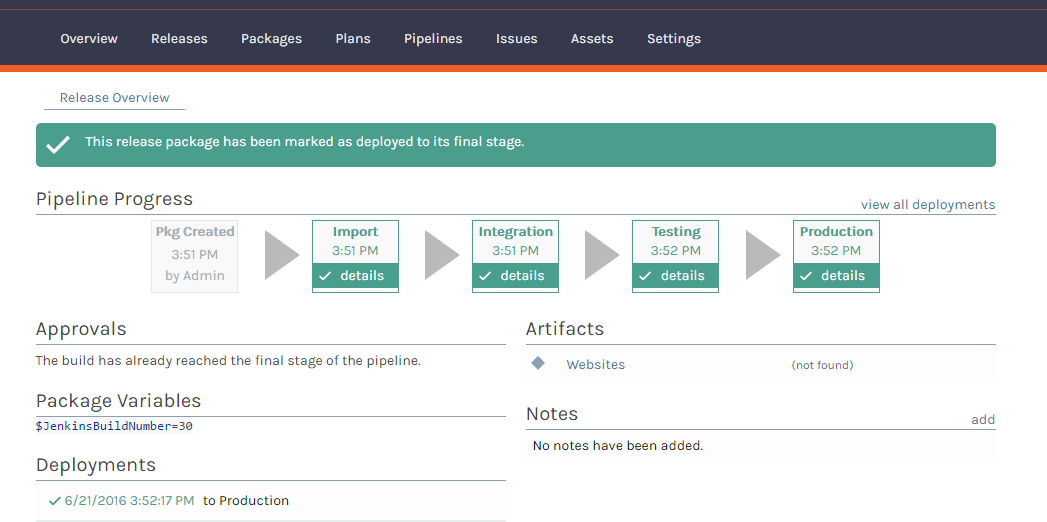 Overview Releases Packages Plans Pipelines Issues Assets Settings
Release Overview
This release package has been marked as deployed to its final stage.
Pipeline Progress
view all deployments
Pkg Created
3:51 PM
by Admin
Import
3:51 PM
details
Integration
3:51 PM
details
Testing
3:52 PM
details
Production
3:52 PM
details
Approvals
The build has already reached the final stage of the pipeline.
Package Variables
$JenkinsBuildNumber=30
Deployments
6/21/2016 3:52:17 PM to Production
Artifacts
Websites (not found)
Notes
add
No notes have been added.